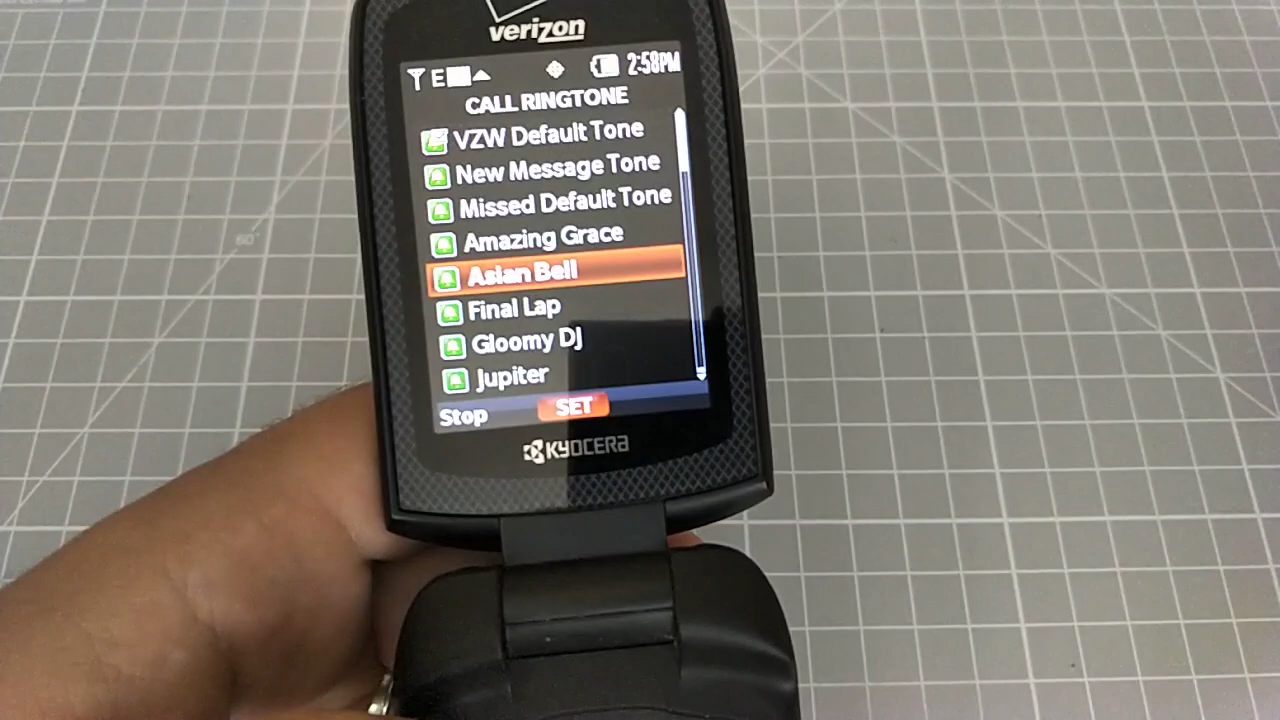 verizon
E 2:58PM
CALL RINGTONE
VZW Default Tone
New Message Tone
Missed Default Tone
Amazing Grace
Asian Bell
Final Lap
Gloomy DJ
Jupiter
Stop SET
KYOCERA
60°